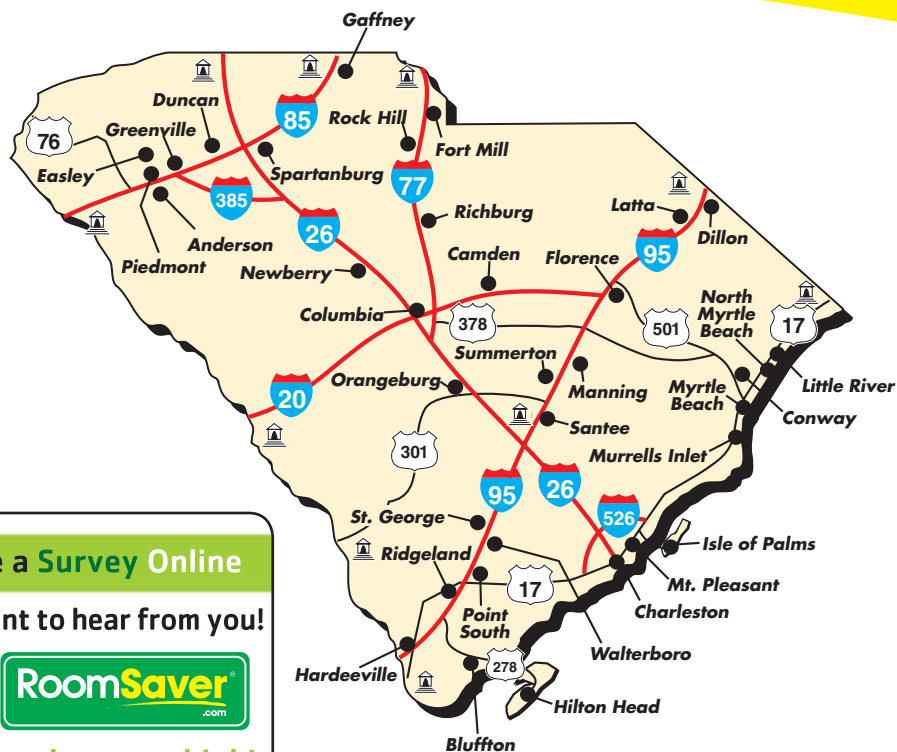 Gaffney
Duncan
85
Rock Hill
76
Greenville
Fort Mill
Easley
Spartanburg
77
385
Latta
Richburg
26
Dillon
Anderson
95
Piedmont
Camden
Florence
Newberry
North
Myrtle
Beach
Columbia
378
501
17
Summerton
Orangeburg
Little River
20
Manning
Myrtle
Beach
Conway
Santee
301
Murrells Inlet
95
26
526
St. George
Isle of Palms
Ridgeland
Mt. Pleasant
17
Charleston
Point
South
Walterboro
Hardeeville
278
Hilton Head
Bluffton
e a Survey Online
nt to hear from you!
RoomSaver®
.com